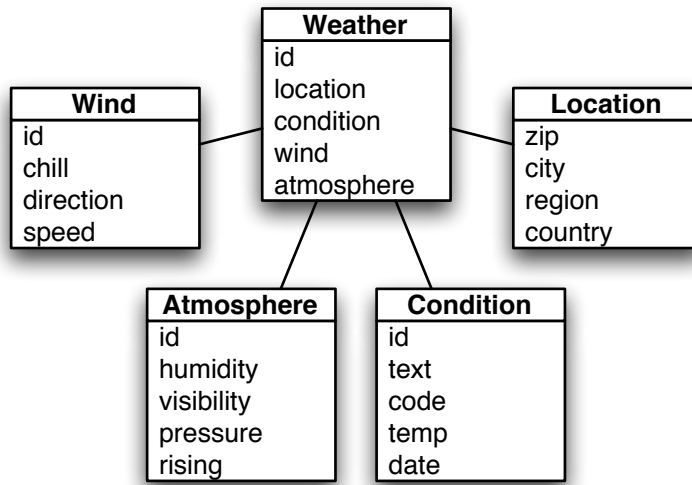 Weather
id
location
condition
wind
atmosphere
Wind
id
chill
direction
speed
Location
zip
city
region
country
Atmosphere
id
humidity
visibility
pressure
rising
Condition
id
text
code
temp
date